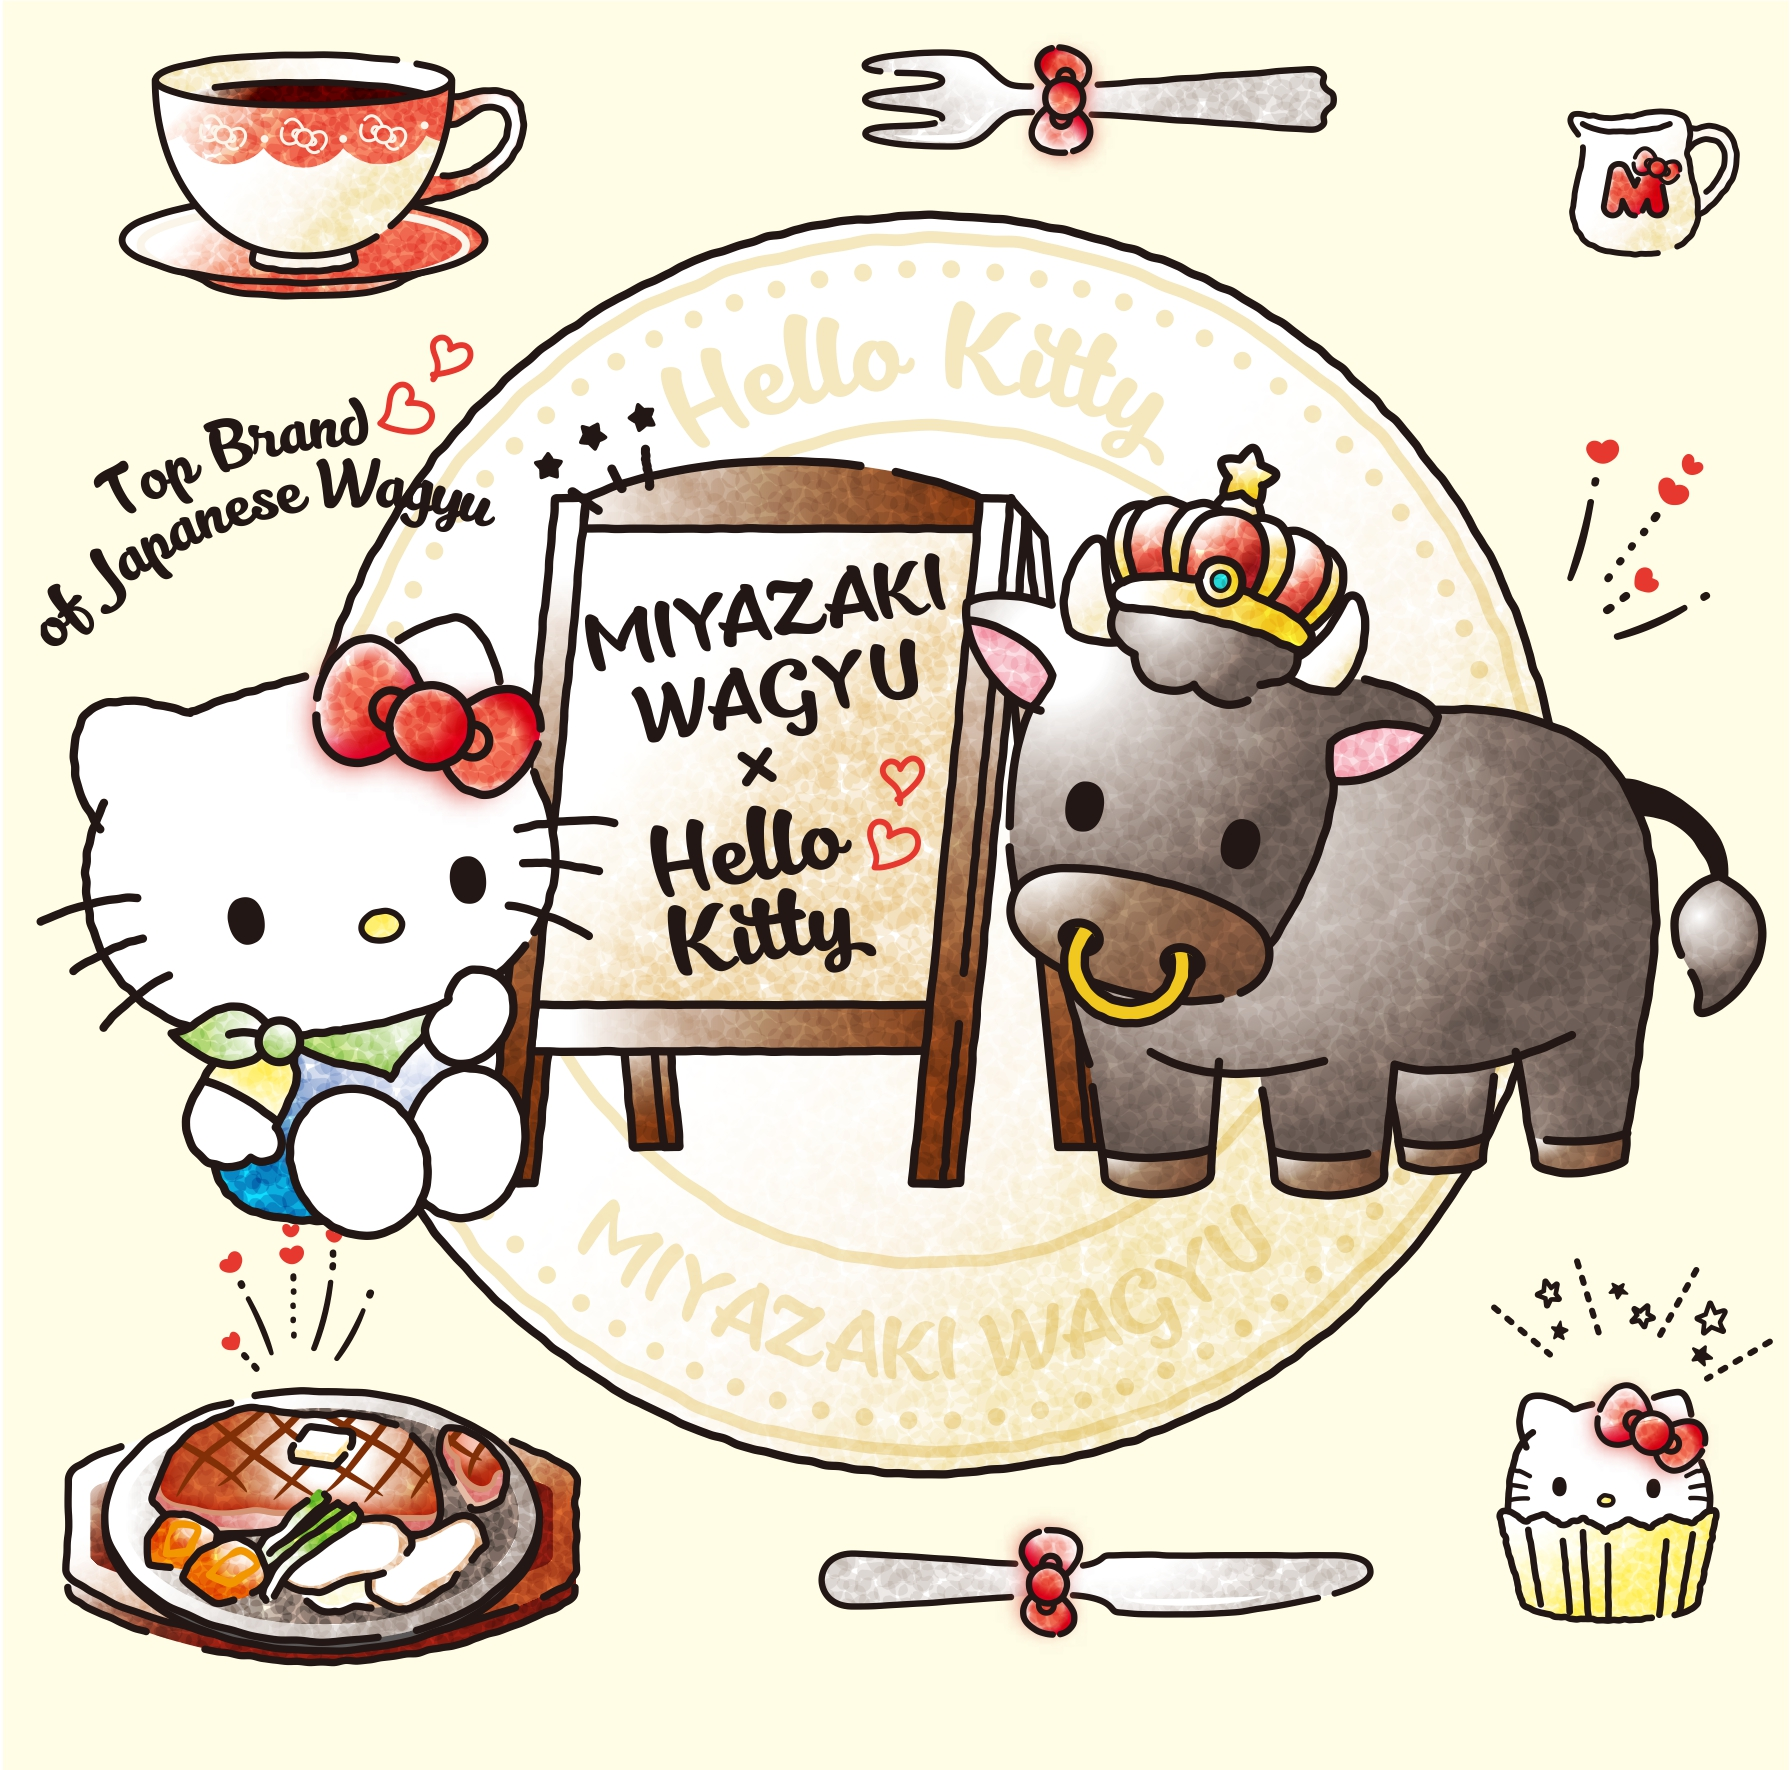 M
Hello Kitty
Top Brand
of Japanese Wagyu
MIYAZAKI
WAGYU
×
Hello
Kitty
MIYAZAKI WAGYU